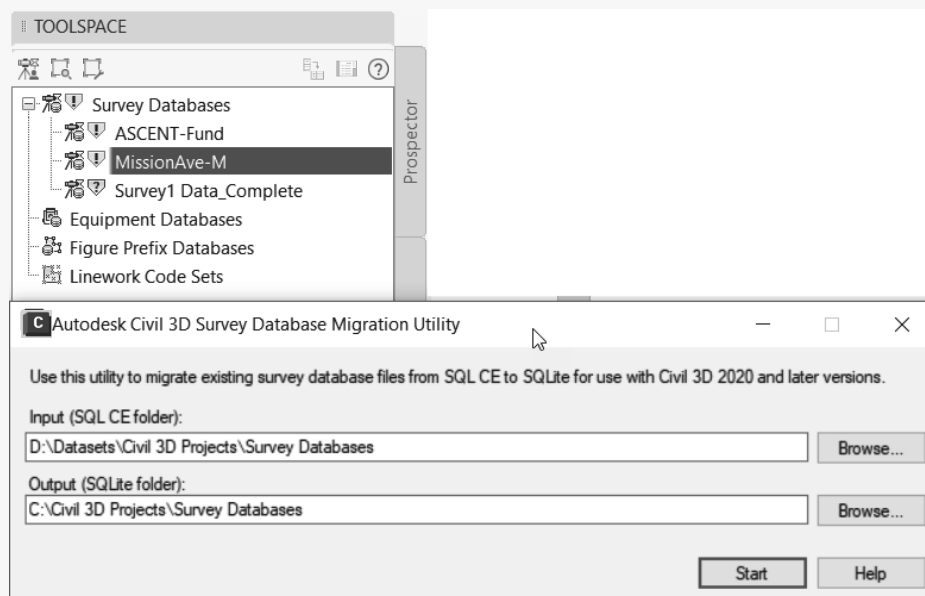 TOOLSPACE
Survey Databases
ASCENT-Fund
MissionAve-M
Survey1 Data_Complete
Equipment Databases
Figure Prefix Databases
Linework Code Sets
Prospector
C Autodesk Civil 3D Survey Database Migration Utility
Use this utility to migrate existing survey database files from SQL CE to SQLite for use with Civil 3D 2020 and later versions.
Input (SQL CE folder):
D:\Datasets\Civil 3D Projects\Survey Databases
Browse...
Output (SQLite folder):
C:\Civil 3D Projects\Survey Databases
Browse...
Start
Help